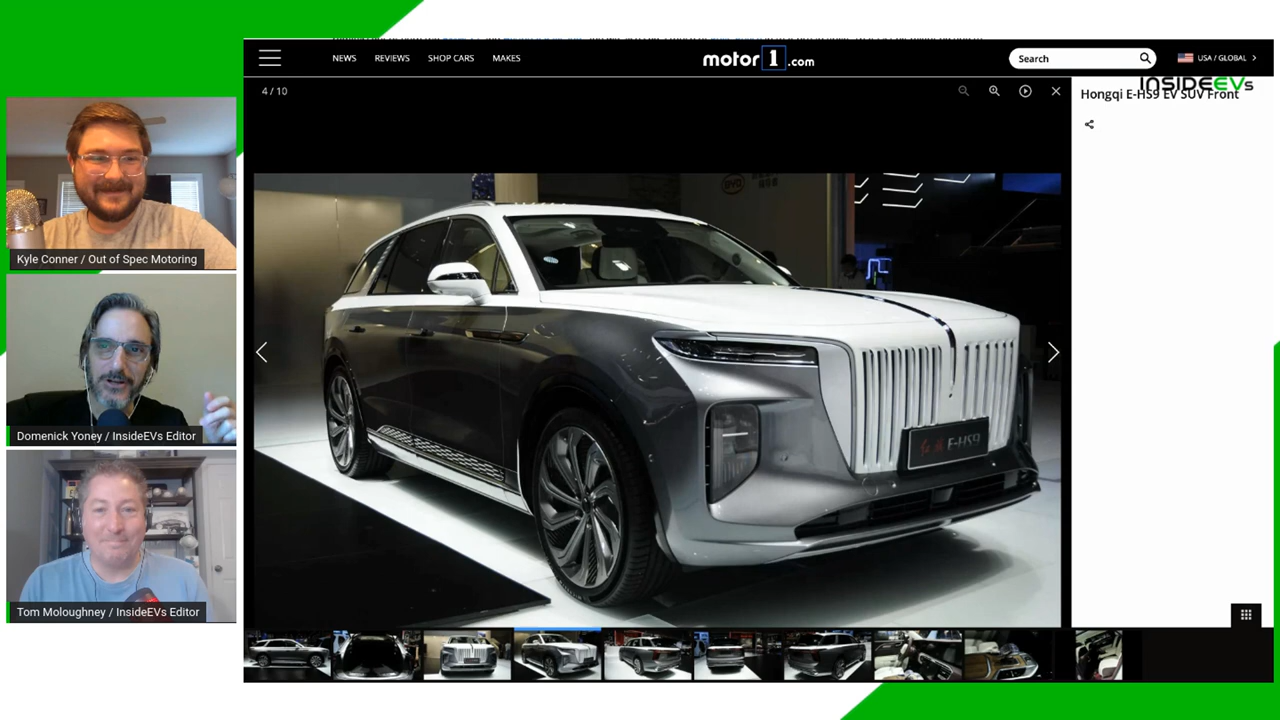 NEWS
REVIEWS
SHOP CARS
MAKES
motor1.com
Search
USA / GLOBAL
4 / 10
INSIDEEVs
Hongqi E-HS9 EV SUV Front
BYD
E-HS9
Kyle Conner / Out of Spec Motoring
Domenick Yoney / InsideEVs Editor
Tom Moloughney / InsideEVs Editor